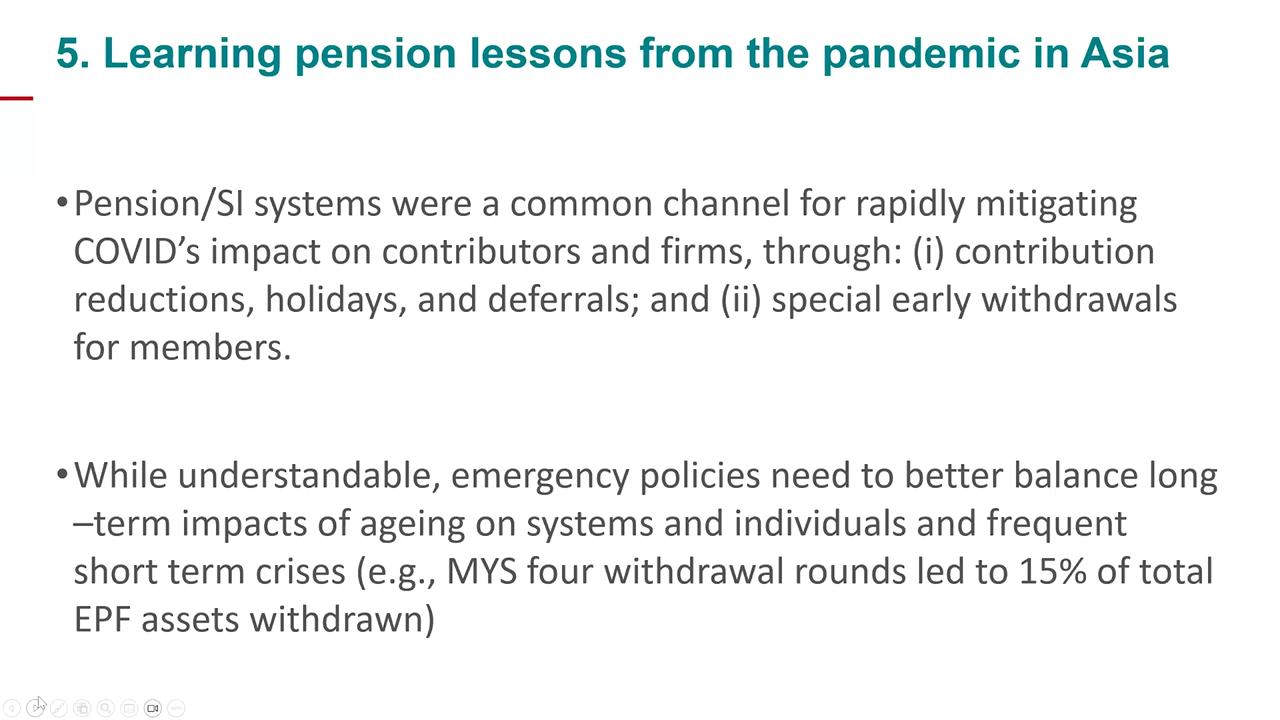 5. Learning pension lessons from the pandemic in Asia
•Pension/SI systems were a common channel for rapidly mitigating
COVID’s impact on contributors and firms, through: (i) contribution
reductions, holidays, and deferrals; and (ii) special early withdrawals
for members.
•While understandable, emergency policies need to better balance long
–term impacts of ageing on systems and individuals and frequent
short term crises (e.g., MYS four withdrawal rounds led to 15% of total
EPF assets withdrawn)